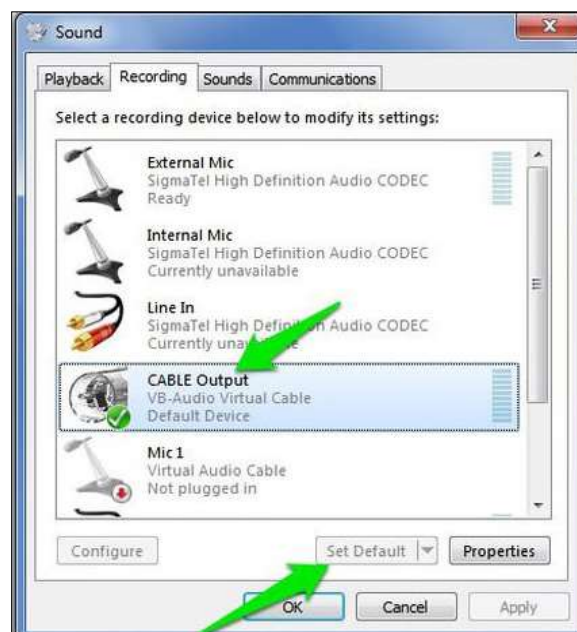 Sound
Playback Recording Sounds Communications
Select a recording device below to modify its settings:
External Mic
SigmaTel High Definition Audio CODEC
Ready
Internal Mic
SigmaTel High Definition Audio CODEC
Currently unavailable
Line In
SigmaTel High Definition Audio CODEC
Currently unavailable
CABLE Output
VB-Audio Virtual Cable
Default Device
Mic 1
Virtual Audio Cable
Not plugged in
Configure Set Default Properties
OK Cancel Apply